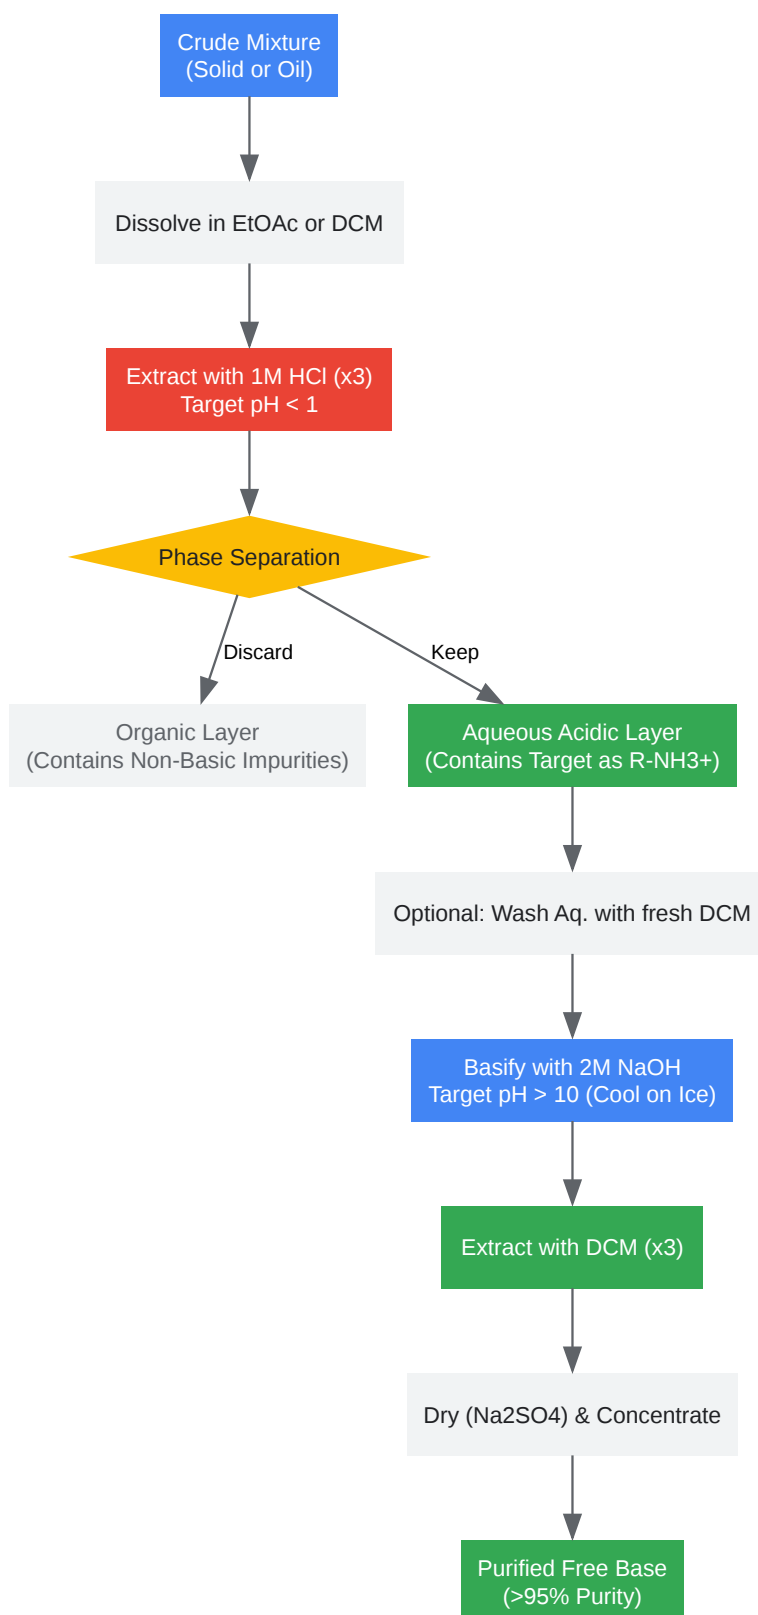 Crude Mixture
(Solid or Oil)
Dissolve in EtOAc or DCM
Extract with 1M HCl (x3)
Target pH < 1
Phase Separation
Discard
Keep
Organic Layer
(Contains Non-Basic Impurities)
Aqueous Acidic Layer
(Contains Target as R-NH3+)
Optional: Wash Aq. with fresh DCM
Basify with 2M NaOH
Target pH > 10 (Cool on Ice)
Extract with DCM (x3)
Dry (Na2SO4) & Concentrate
Purified Free Base
(>95% Purity)